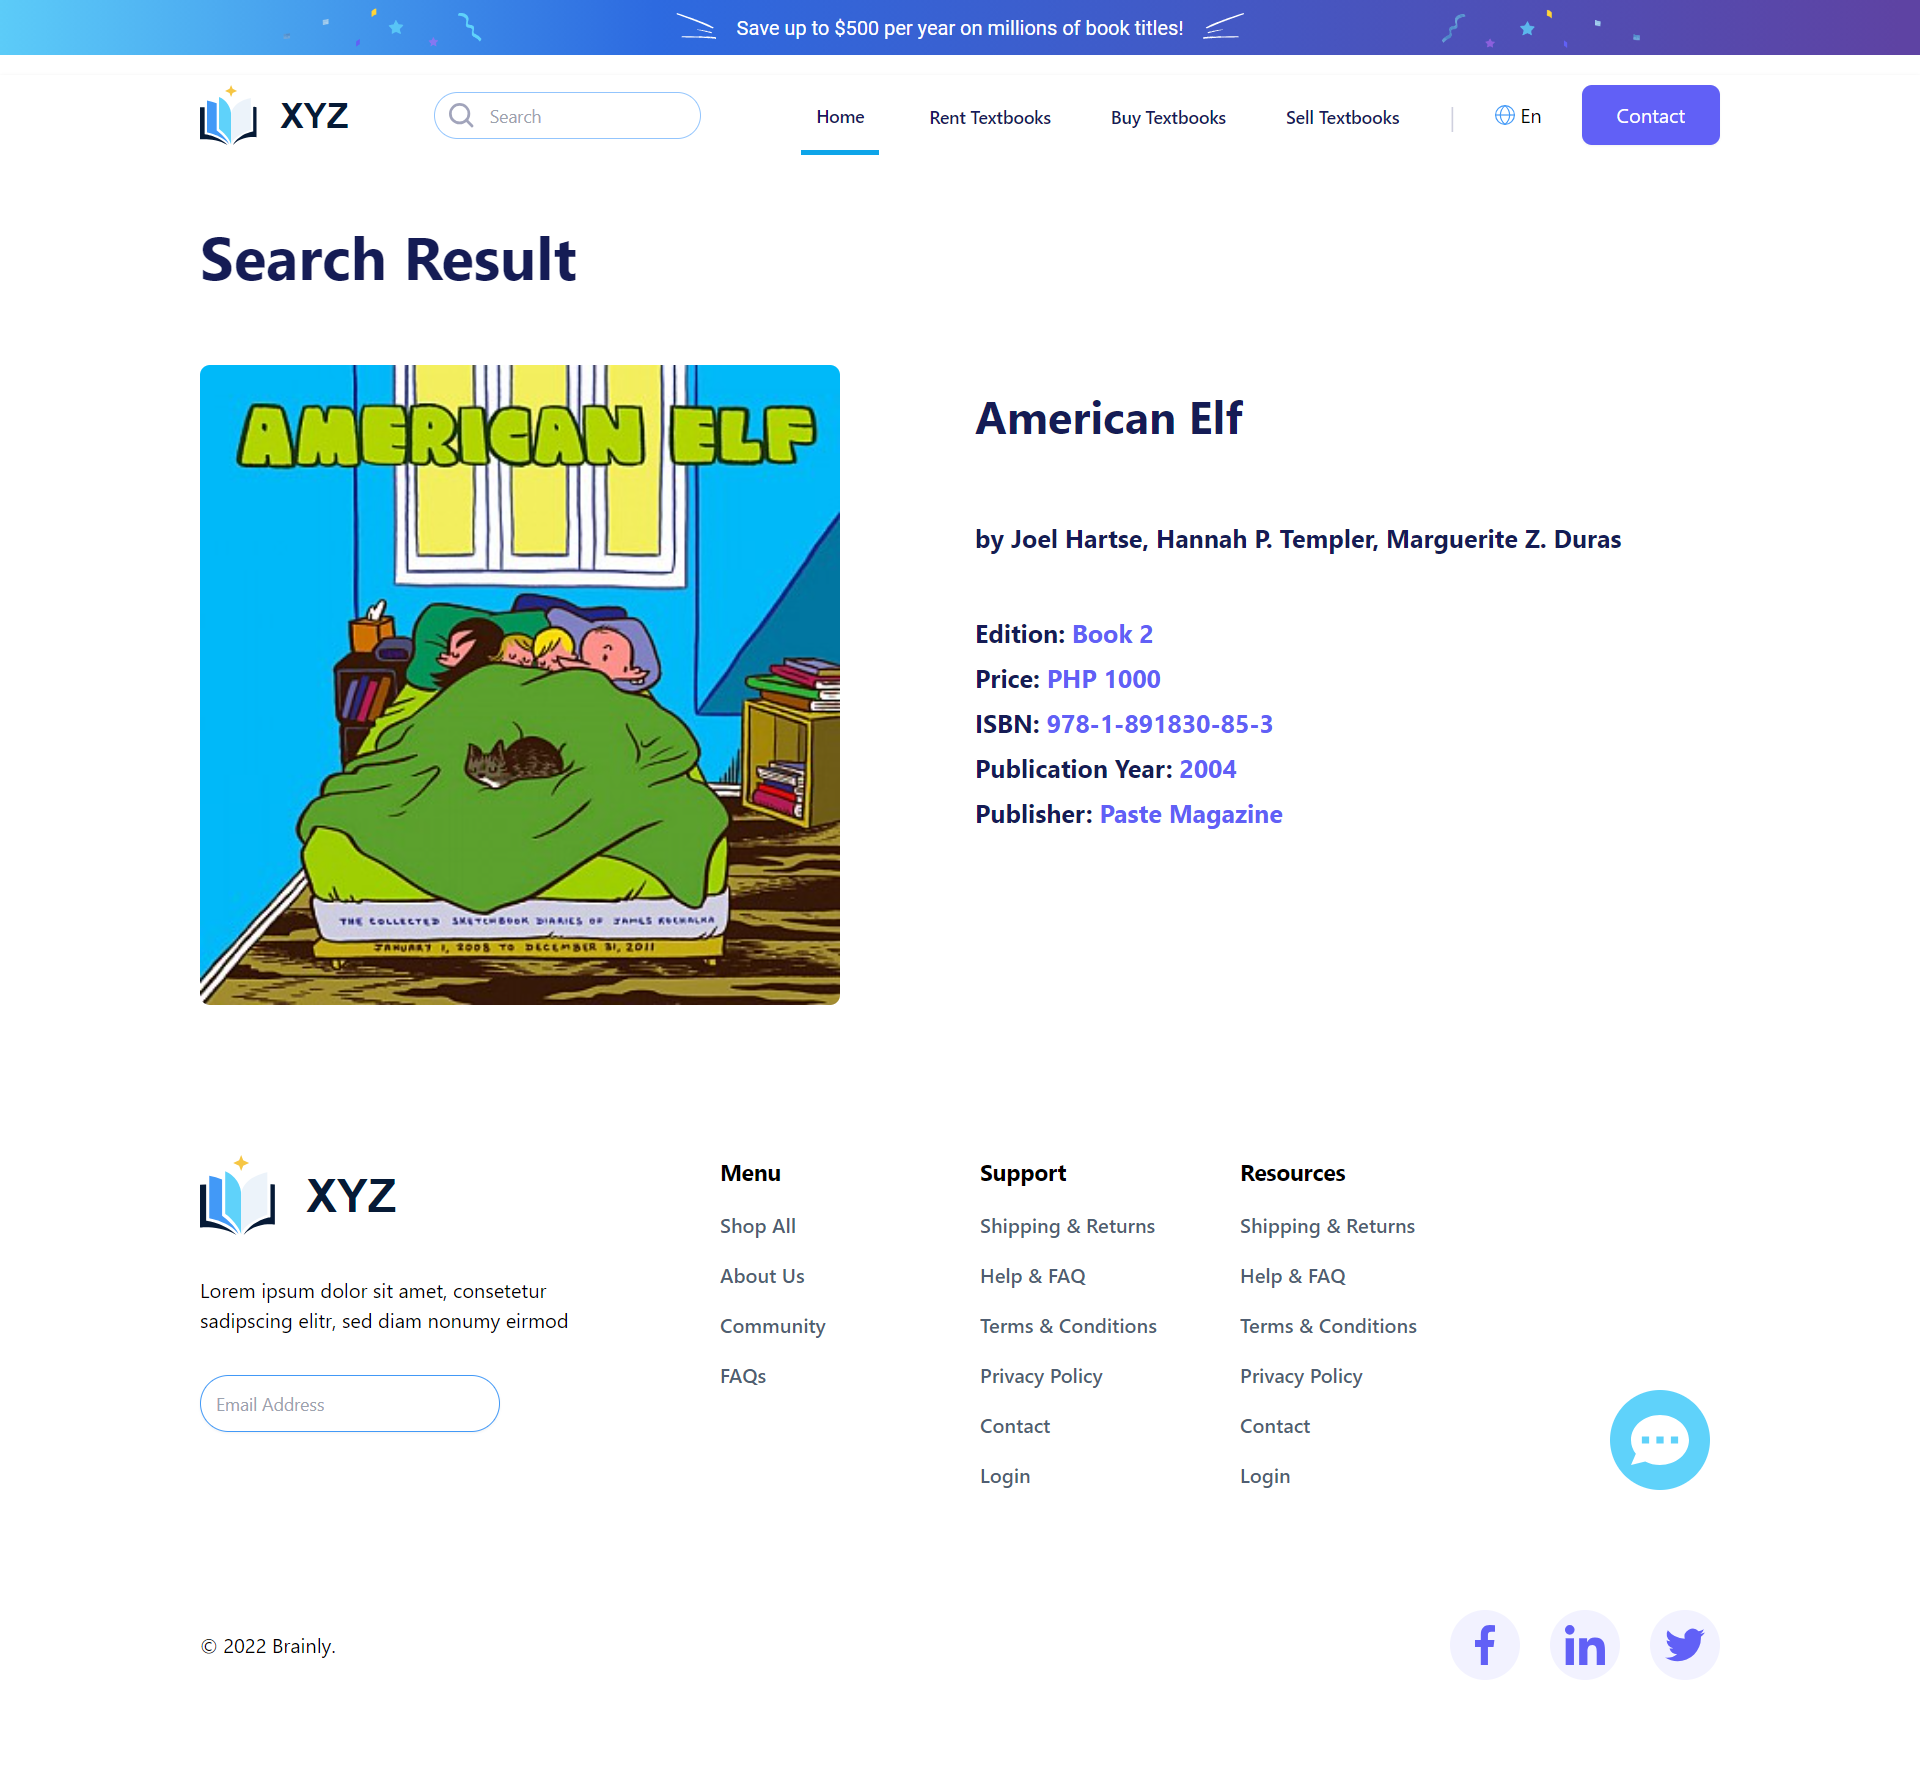 Save up to $500 per year on millions of book titles!
XYZ
Search
Home
Rent Textbooks
Buy Textbooks
Sell Textbooks
En
Contact
Search Result
AMERICAN ELF
THE COLLECTED SKETCHBOOK DIARIES OF JAMES KOCHALKA
JANUARY 1, 2008 TO DECEMBER 31, 2011
American Elf
by Joel Hartse, Hannah P. Templer, Marguerite Z. Duras
Edition: Book 2
Price: PHP 1000
ISBN: 978-1-891830-85-3
Publication Year: 2004
Publisher: Paste Magazine
XYZ
Lorem ipsum dolor sit amet, consetetur
sadipscing elitr, sed diam nonumy eirmod
Email Address
Menu
Shop All
About Us
Community
FAQs
Support
Shipping & Returns
Help & FAQ
Terms & Conditions
Privacy Policy
Contact
Login
Resources
Shipping & Returns
Help & FAQ
Terms & Conditions
Privacy Policy
Contact
Login
© 2022 Brainly.